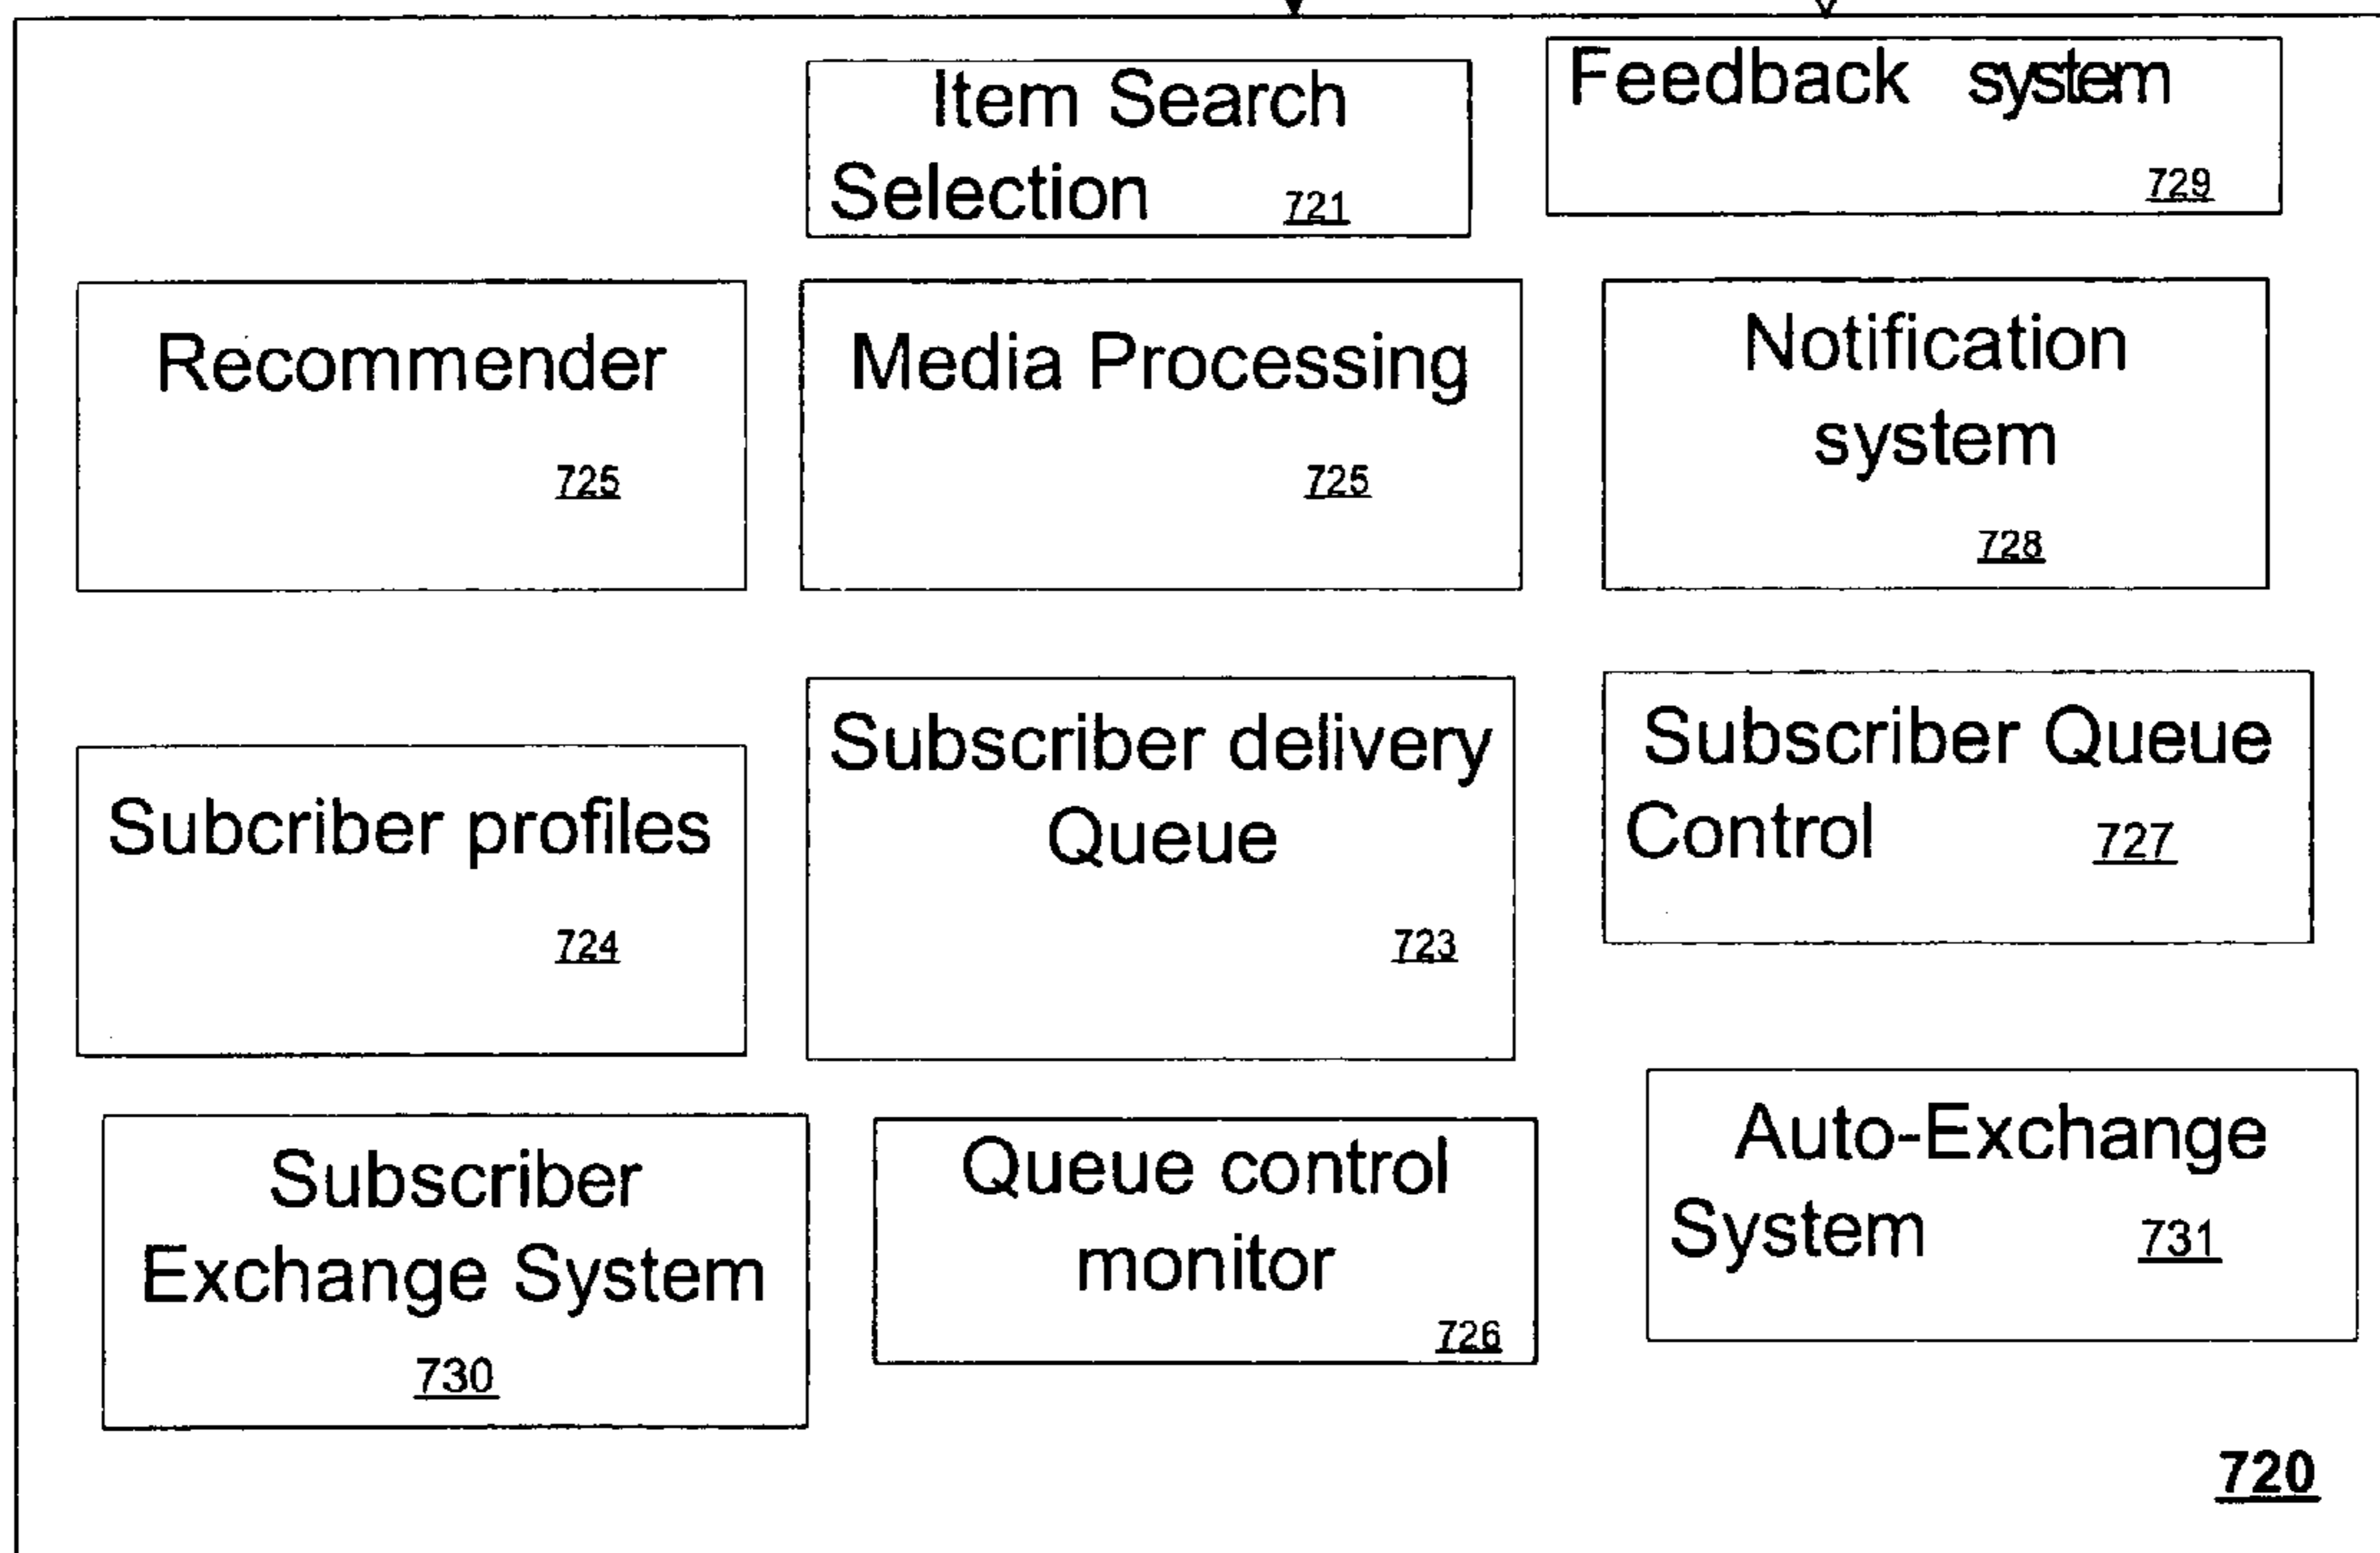 Item Search
Selection 721
Feedback system
729
Recommender
725
Media Processing
725
Notification
system
728
Subcriber profiles
724
Subscriber delivery
Queue
723
Subscriber Queue
Control 727
Subscriber
Exchange System
730
Queue control
monitor
726
Auto-Exchange
System 731
720